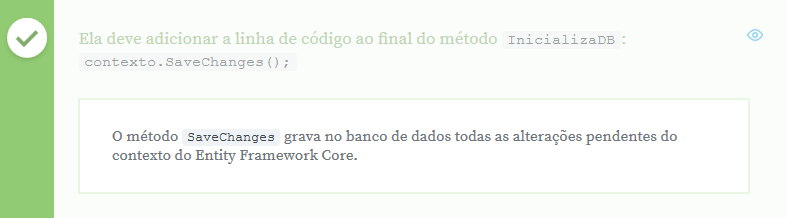 Ela deve adicionar a linha de código ao final do método InicializaDB:
contexto.SaveChanges();
O método SaveChanges grava no banco de dados todas as alterações pendentes do
contexto do Entity Framework Core.